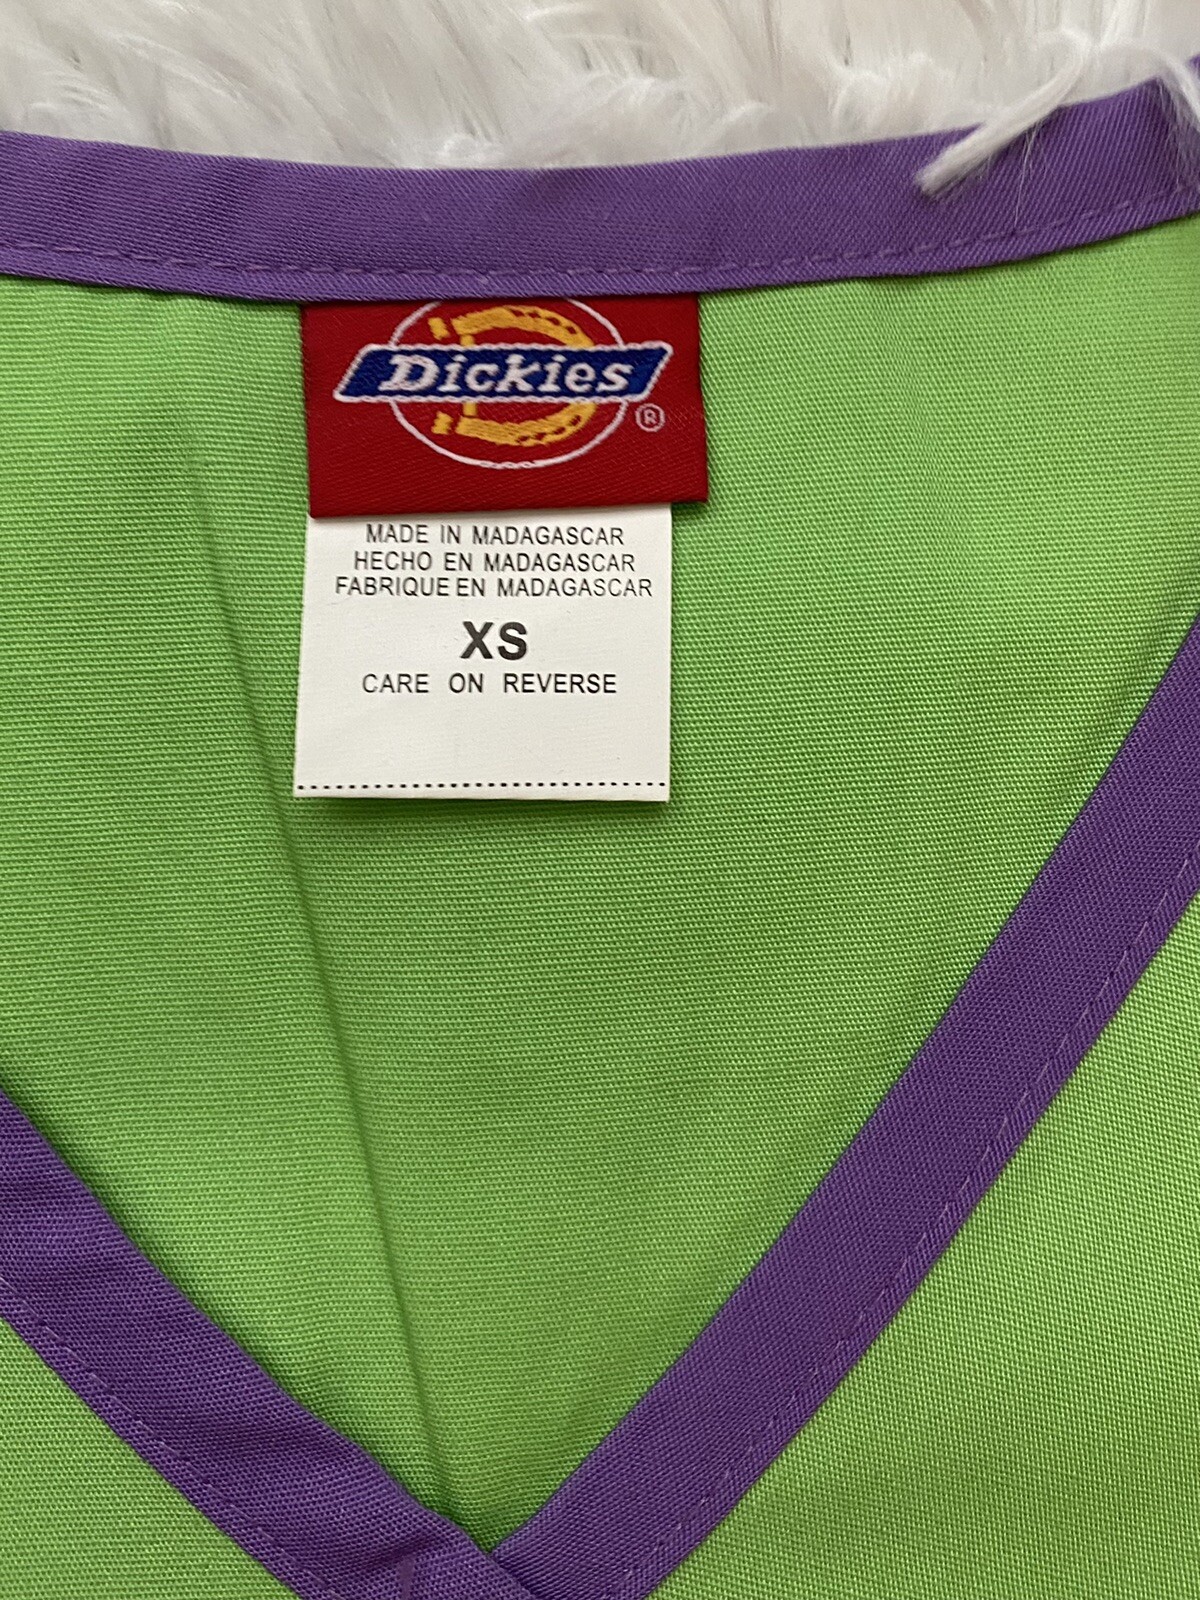 Dickies
®
MADE IN MADAGASCAR
HECHO EN MADAGASCAR
FABRIQUE EN MADAGASCAR
XS
CARE ON REVERSE